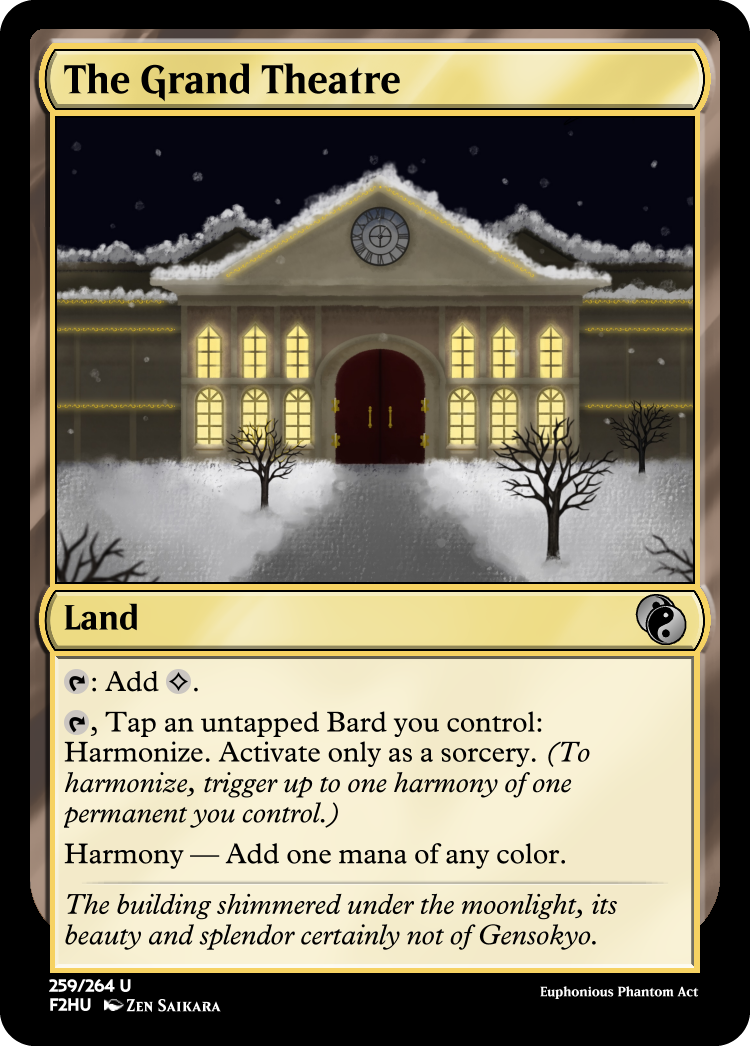 The Grand Theatre
Land
: Add .
, Tap an untapped Bard you control:
Harmonize. Activate only as a sorcery. (To
harmonize, trigger up to one harmony of one
permanent you control.)
Harmony — Add one mana of any color.
The building shimmered under the moonlight, its
beauty and splendor certainly not of Gensokyo.
259/264 U
F2HU Zen Saikara
Euphonious Phantom Act